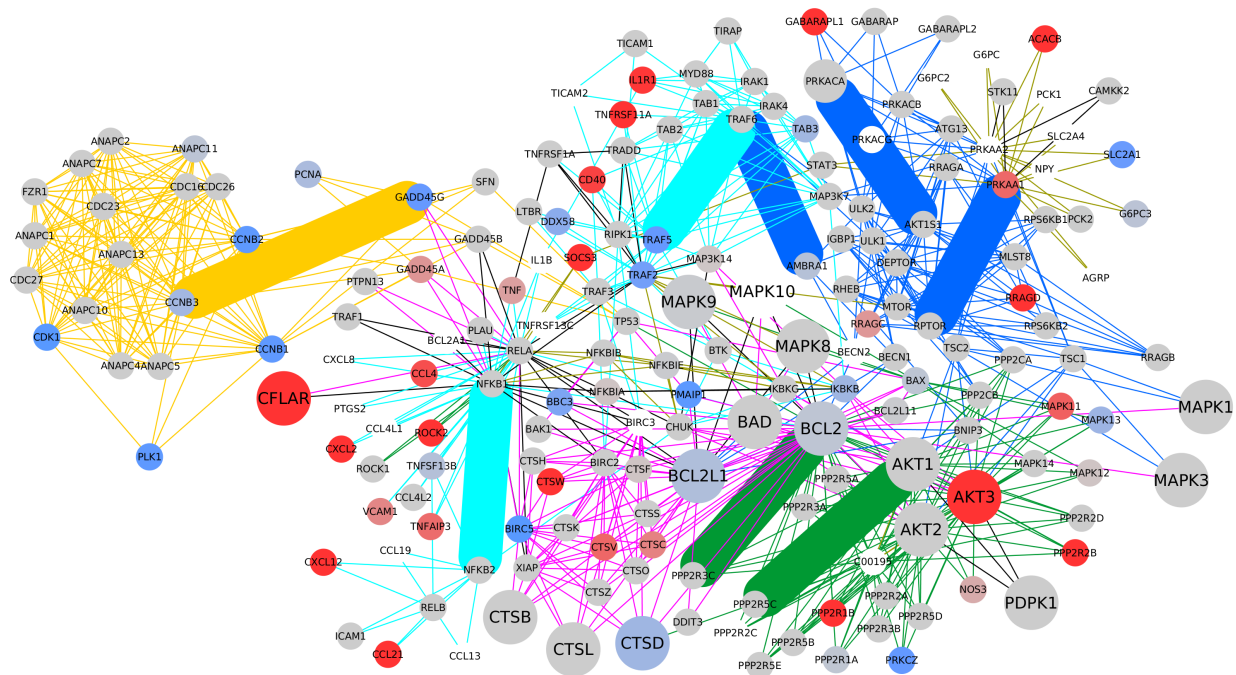 GABARAPL1
GABARAP
GABARAPL2
TIRAP
TICAM1
ACACB
G6PC
MYD88
IL1R1
IRAK1
PRKACA
G6PC2
STK11
PCK1
CAMKK2
TICAM2
TAB1
IRAK4
PRKACB
TNFRSF11A
TRAF6
TAB3
ATG13
SLC2A4
ANAPC2
ANAPC11
TAB2
TRADD
PRKACG
PRKAA2
SLC2A1
ANAPC7
TNFRSF1A
STAT3
RRAGA
NPY
PCNA
SFN
CD40
PRKAA1
FZR1
CDC16
CDC26
GADD45G
MAP3K7
CDC23
LTBR
DDX58
ULK2
AKT1S1
RPS6KB1
PCK2
G6PC3
ANAPC1
CCNB2
GADD45B
RIPK1
TRAF5
IGBP1
ULK1
ANAPC13
IL1B
SOCS3
MAP3K14
AMBRA1
DEPTOR
MLST8
CDC27
GADD45A
TRAF2
AGRP
PTPN13
TNF
TRAF3
MAPK10
RHEB
RRAGD
CCNB3
MAPK9
MTOR
ANAPC10
TRAF1
PLAU
TNFRSF13C
TP53
RRAGC
RPTOR
RPS6KB2
CDK1
BCL2A1
CCNB1
RELA
NFKBIB
BTK
MAPK8
BECN2
TSC2
RRAGB
ANAPC4
ANAPC5
CXCL8
CCL4
NFKBIE
BECN1
PPP2CA
TSC1
CFLAR
NFKB1
NFKBIA
PMAIP1
IKBKG
IKBKB
BAX
PTGS2
BBC3
PPP2CB
MAPK11
MAPK1
CCL4L1
ROCK2
BAK1
BIRC3
CHUK
BAD
BCL2
BCL2L11
BNIP3
MAPK13
PLK1
CXCL2
ROCK1
TNFSF13B
CTSH
BIRC2
CTSF
AKT1
MAPK14
MAPK12
CTSW
BCL2L1
PPP2R5A
MAPK3
CCL4L2
VCAM1
CTSS
PPP2R3A
AKT3
TNFAIP3
BIRC5
CTSK
AKT2
PPP2R2D
CCL19
CTSV
CTSC
PPP2R2B
CXCL12
NFKB2
XIAP
CTSO
PPP2R3C
C00195
CTSZ
NOS3
PDPK1
RELB
CTSB
PPP2R5C
PPP2R2A
ICAM1
DDIT3
PPP2R1B
PPP2R5D
PPP2R2C
PPP2R3B
CCL21
CCL13
CTSL
CTSD
PPP2R5B
PPP2R5E
PPP2R1A
PRKCZ